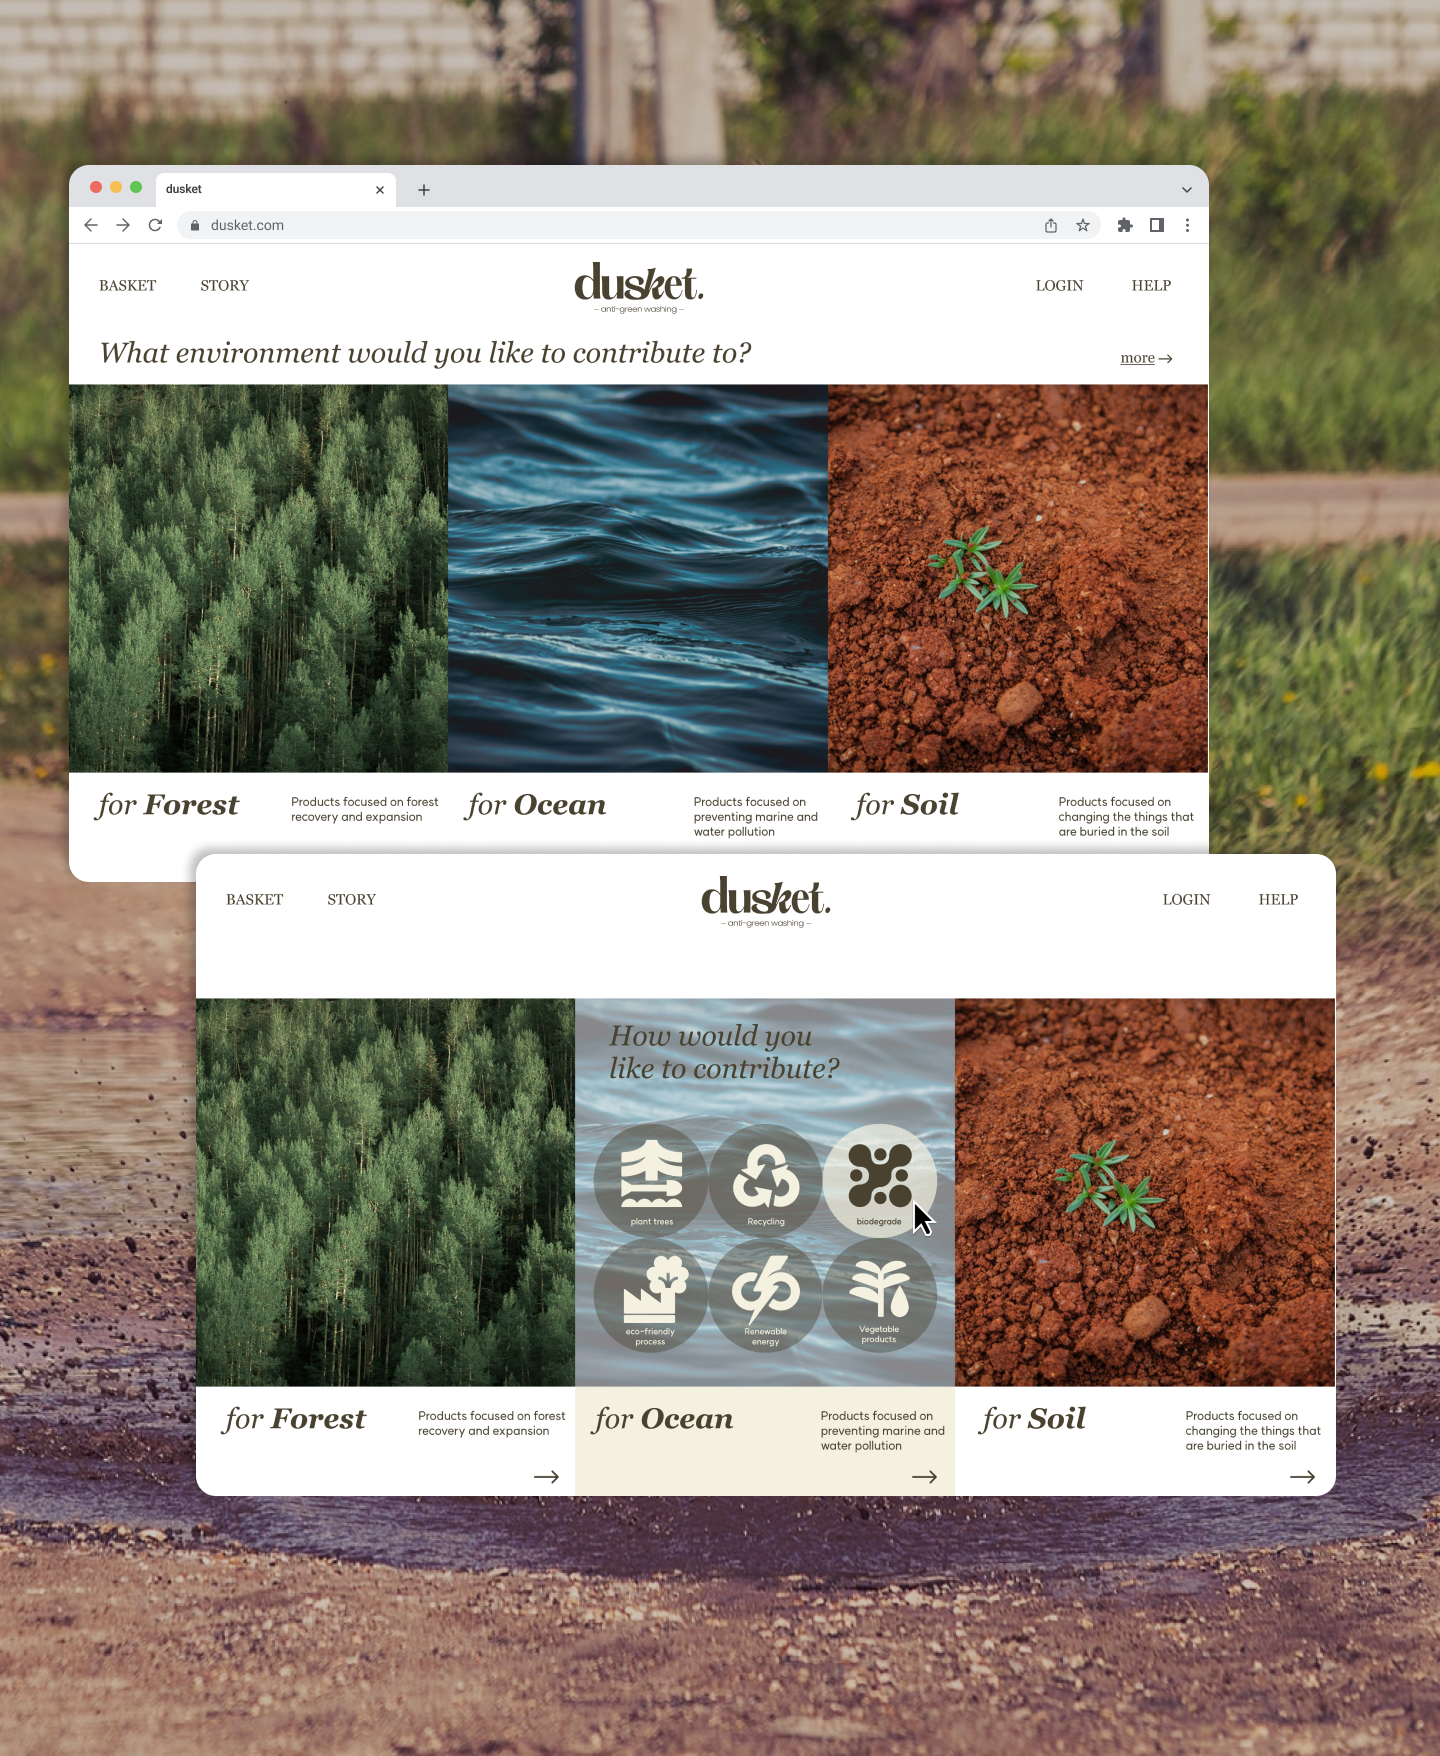 dusket
dusket.com
BASKET STORY
dusket.
– anti-green washing –
LOGIN HELP
What environment would you like to contribute to?
more →
for Forest
Products focused on forest
recovery and expansion
for Ocean
Products focused on
preventing marine and
water pollution
for Soil
Products focused on
changing the things that
are buried in the soil
BASKET STORY
dusket.
– anti-green washing –
LOGIN HELP
How would you
like to contribute?
plant trees
Recycling
biodegrade
eco-friendly
process
Renewable
energy
Vegetable
products
for Forest
Products focused on forest
recovery and expansion
for Ocean
Products focused on
preventing marine and
water pollution
for Soil
Products focused on
changing the things that
are buried in the soil